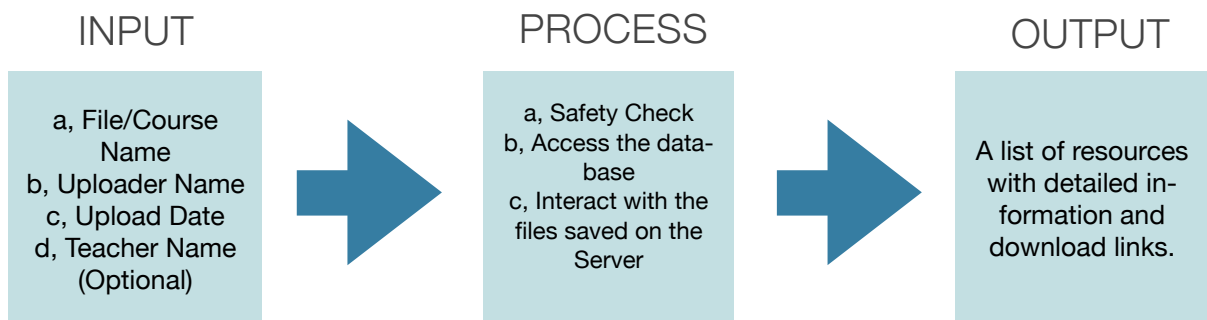 INPUT
a, File/Course
Name
b, Uploader Name
c, Upload Date
d, Teacher Name
(Optional)
PROCESS
a, Safety Check
b, Access the data-
base
c, Interact with the
files saved on the
Server
OUTPUT
A list of resources
with detailed in-
formation and
download links.